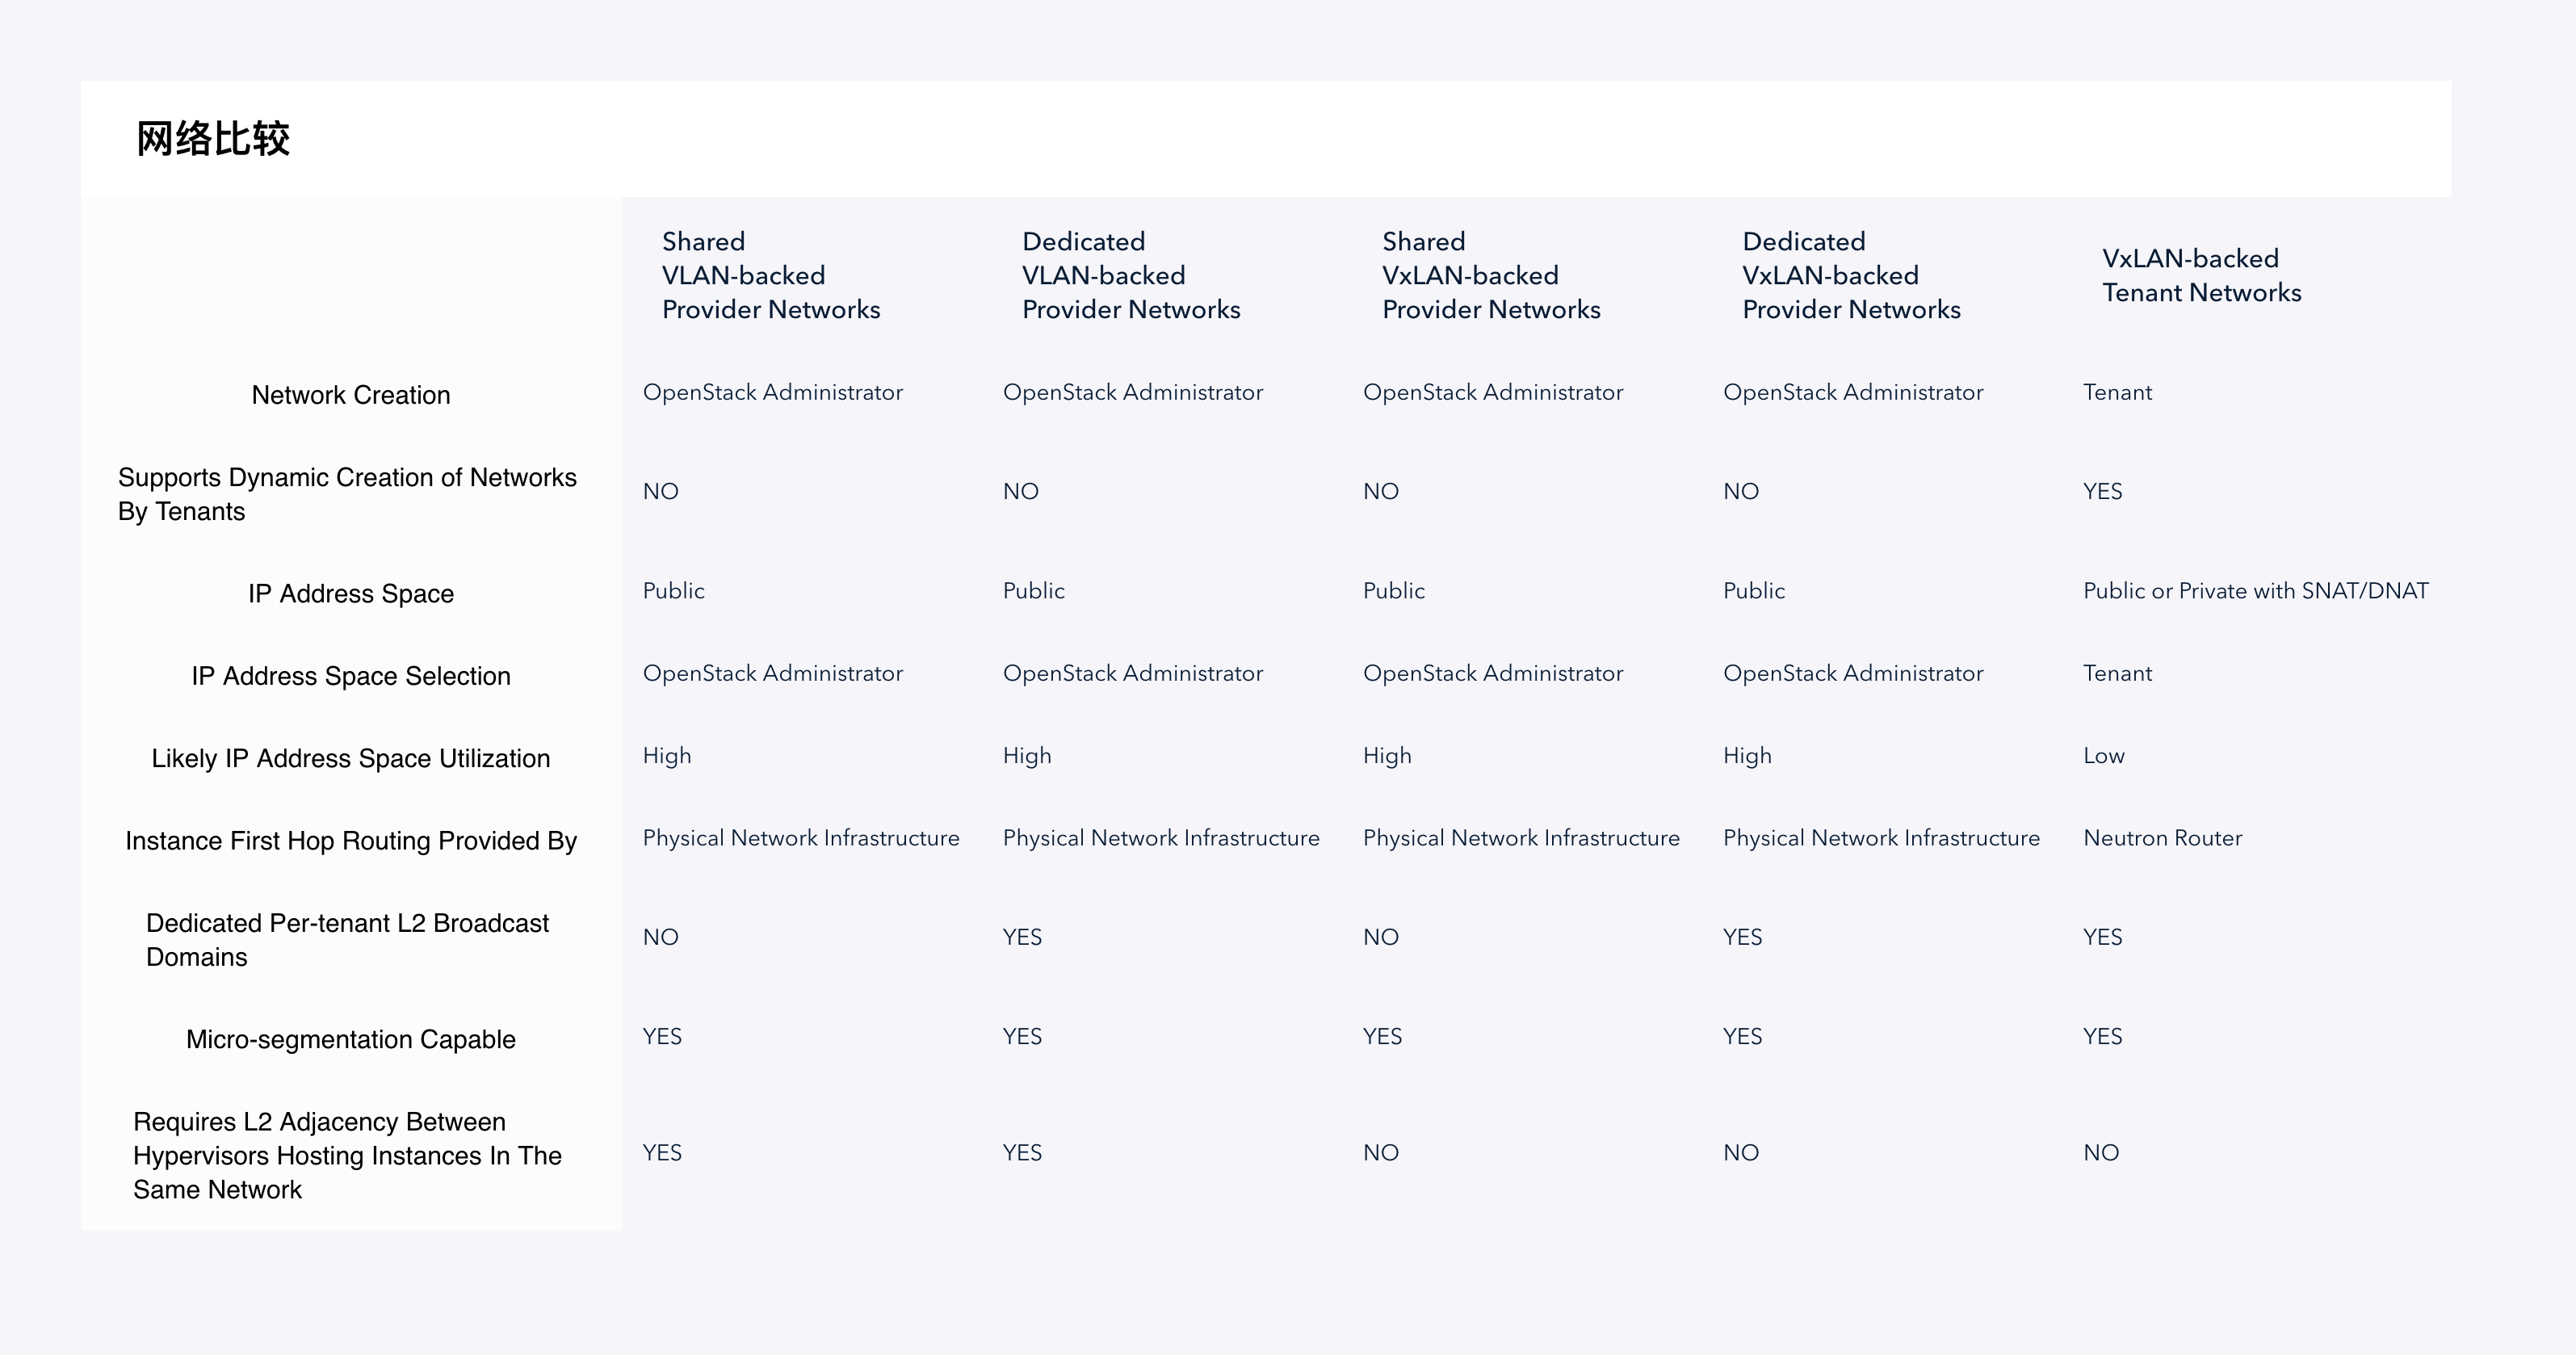 网络比较
Shared
VLAN-backed
Provider Networks
Dedicated
VLAN-backed
Provider Networks
Shared
VxLAN-backed
Provider Networks
Dedicated
VxLAN-backed
Provider Networks
VxLAN-backed
Tenant Networks
Network Creation
OpenStack Administrator
OpenStack Administrator
OpenStack Administrator
OpenStack Administrator
Tenant
Supports Dynamic Creation of Networks
By Tenants
NO
NO
NO
NO
YES
IP Address Space
Public
Public
Public
Public
Public or Private with SNAT/DNAT
IP Address Space Selection
OpenStack Administrator
OpenStack Administrator
OpenStack Administrator
OpenStack Administrator
Tenant
Likely IP Address Space Utilization
High
High
High
High
Low
Instance First Hop Routing Provided By
Physical Network Infrastructure
Physical Network Infrastructure
Physical Network Infrastructure
Physical Network Infrastructure
Neutron Router
Dedicated Per-tenant L2 Broadcast
Domains
NO
YES
NO
YES
YES
Micro-segmentation Capable
YES
YES
YES
YES
YES
Requires L2 Adjacency Between
Hypervisors Hosting Instances In The
Same Network
YES
YES
NO
NO
NO